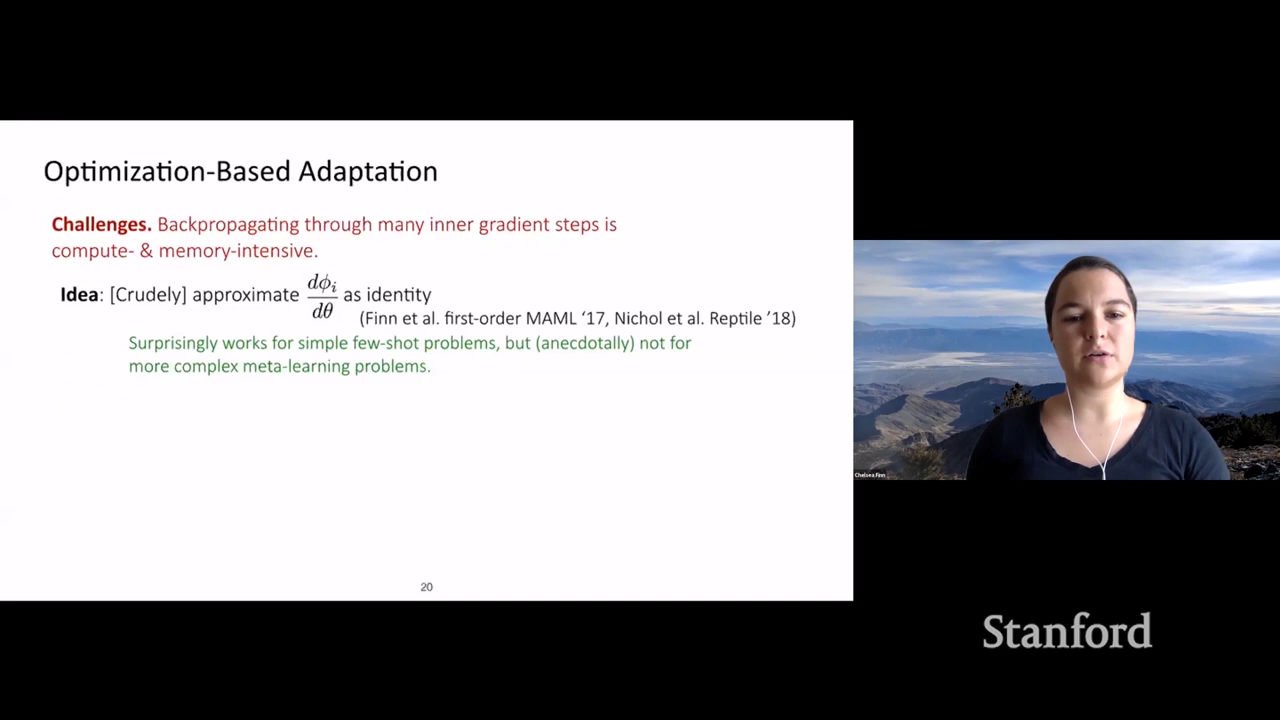 Optimization-Based Adaptation
Challenges. Backpropagating through many inner gradient steps is
compute- & memory-intensive.
Idea: [Crudely] approximate dϕᵢ/dθ as identity
(Finn et al. first-order MAML ‘17, Nichol et al. Reptile ’18)
Surprisingly works for simple few-shot problems, but (anecdotally) not for
more complex meta-learning problems.
20
Chelsea Finn
Stanford